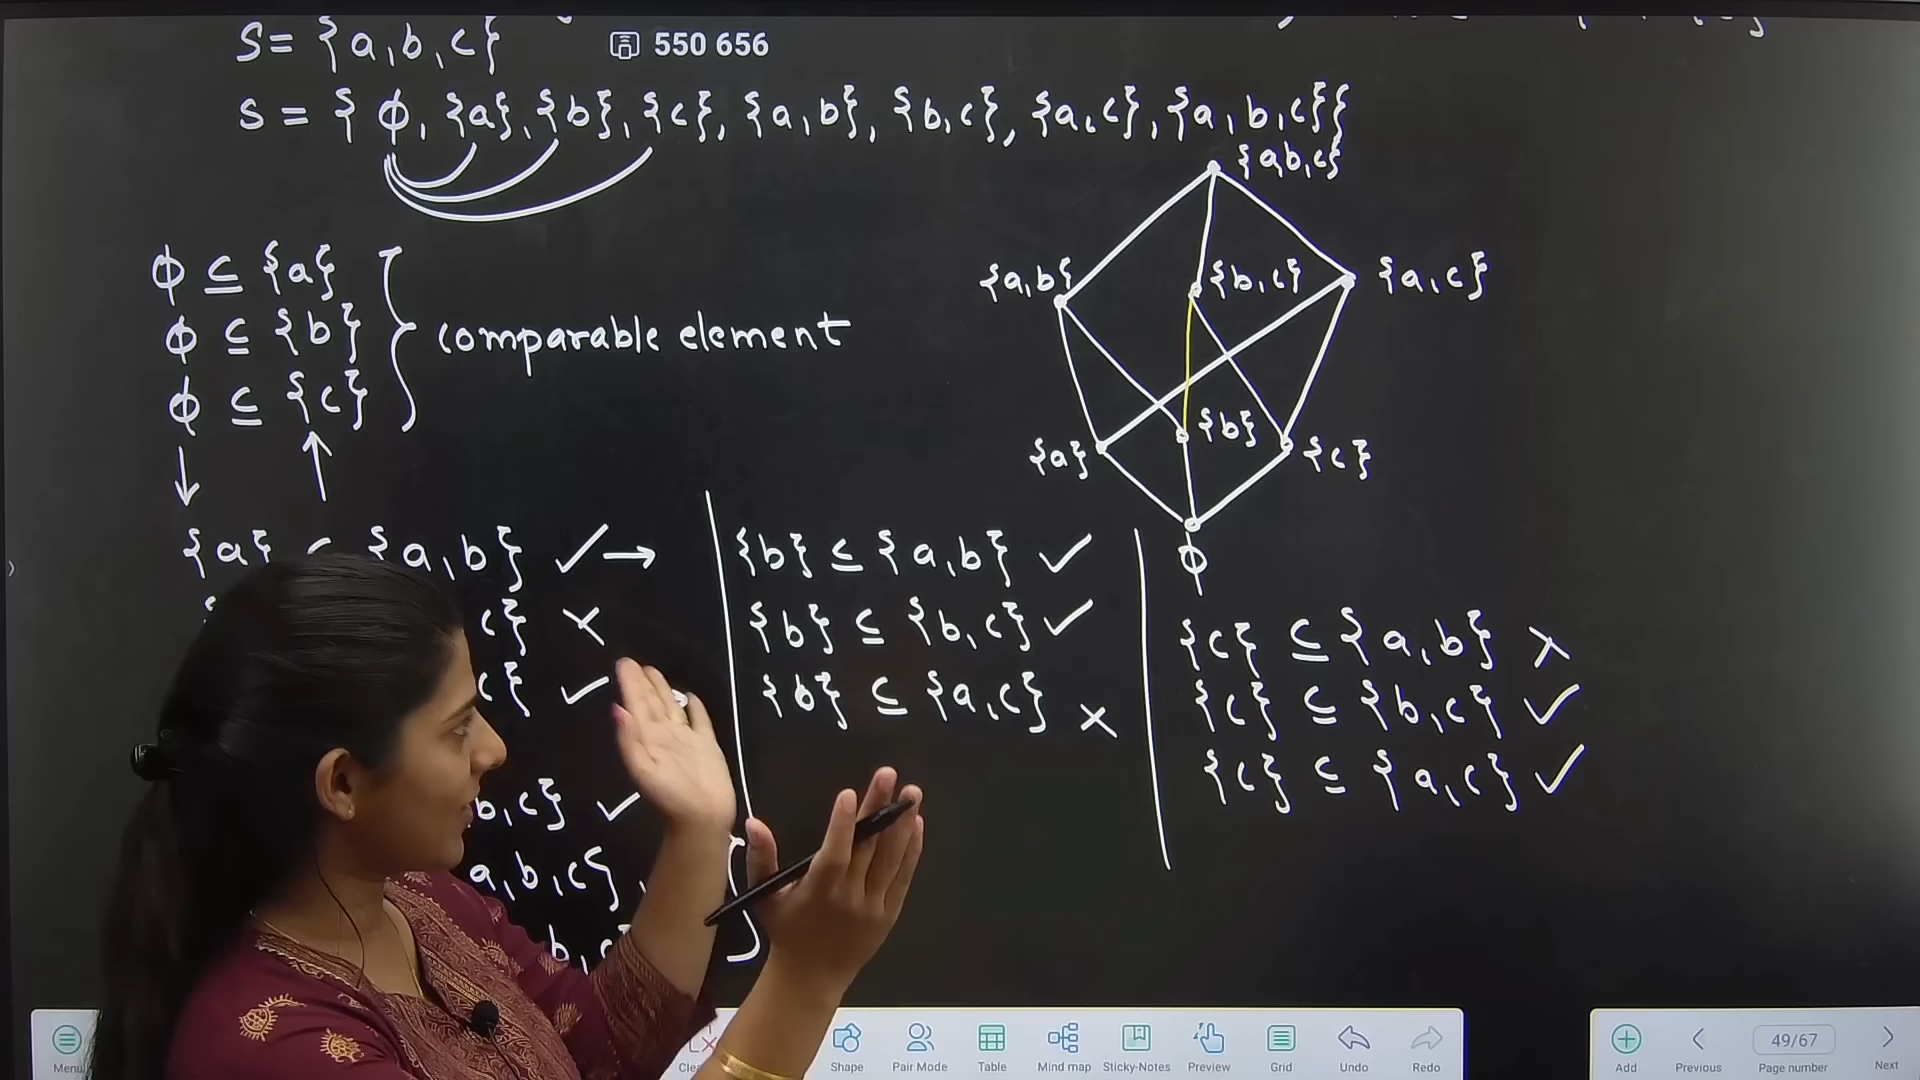 S= {a,b,c}
550 656
S = { ϕ, {a}, {b}, {c}, {a,b}, {b,c}, {a,c}, {a,b,c}}
{ab,c}
ϕ ⊆ {a}
ϕ ⊆ {b}
ϕ ⊆ {c}
comparable element
{a,b}
{b,c}
{a,c}
{a}
{b}
{c}
ϕ
{a} {a,b} ✓→
c} ×
c} ✓
b,c} ✓
a,b,c}
b,c
{b} ⊆ {a,b} ✓
{b} ⊆ {b,c} ✓
{b} ⊆ {a,c} ×
{c} ⊆ {a,b} ×
{c} ⊆ {b,c} ✓
{c} ⊆ {a,c} ✓
Menu
Shape
Pair Mode
Table
Mind map
Sticky-Notes
Preview
Grid
Undo
Redo
Add
Previous
49/67
Page number
Next